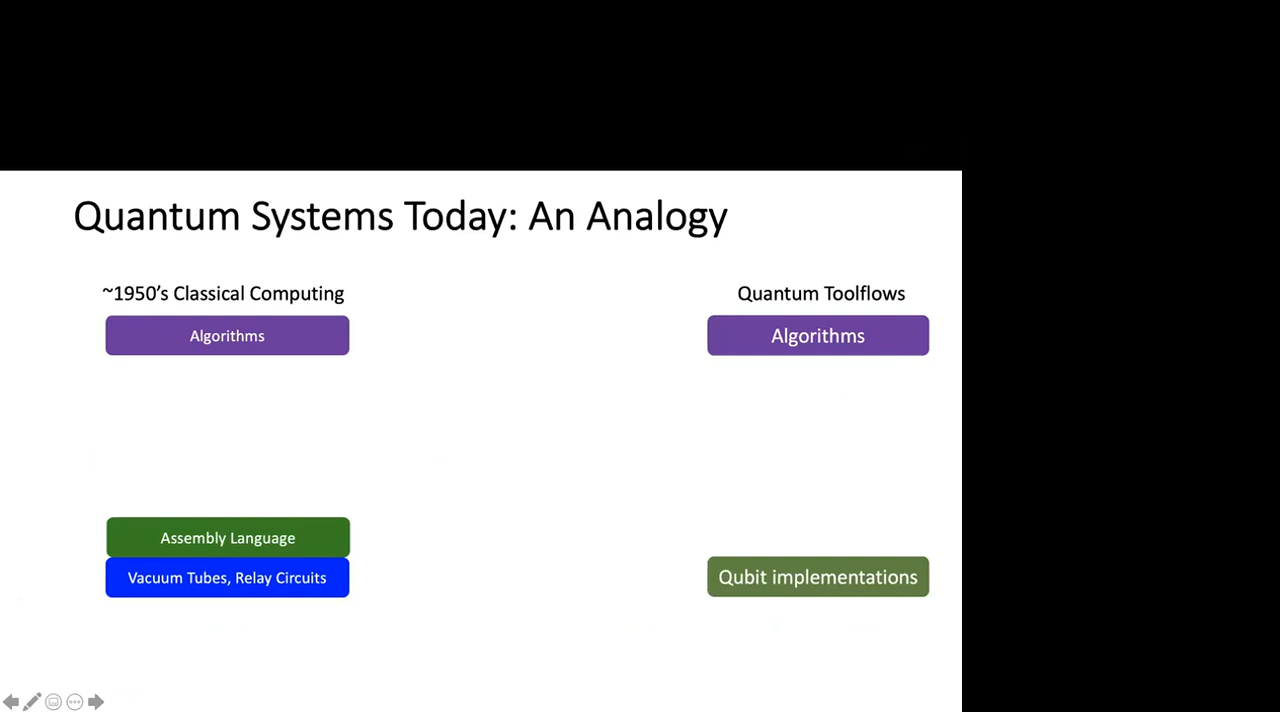 Quantum Systems Today: An Analogy
~1950's Classical Computing
Algorithms
Assembly Language
Vacuum Tubes, Relay Circuits
Quantum Toolflows
Algorithms
Qubit implementations